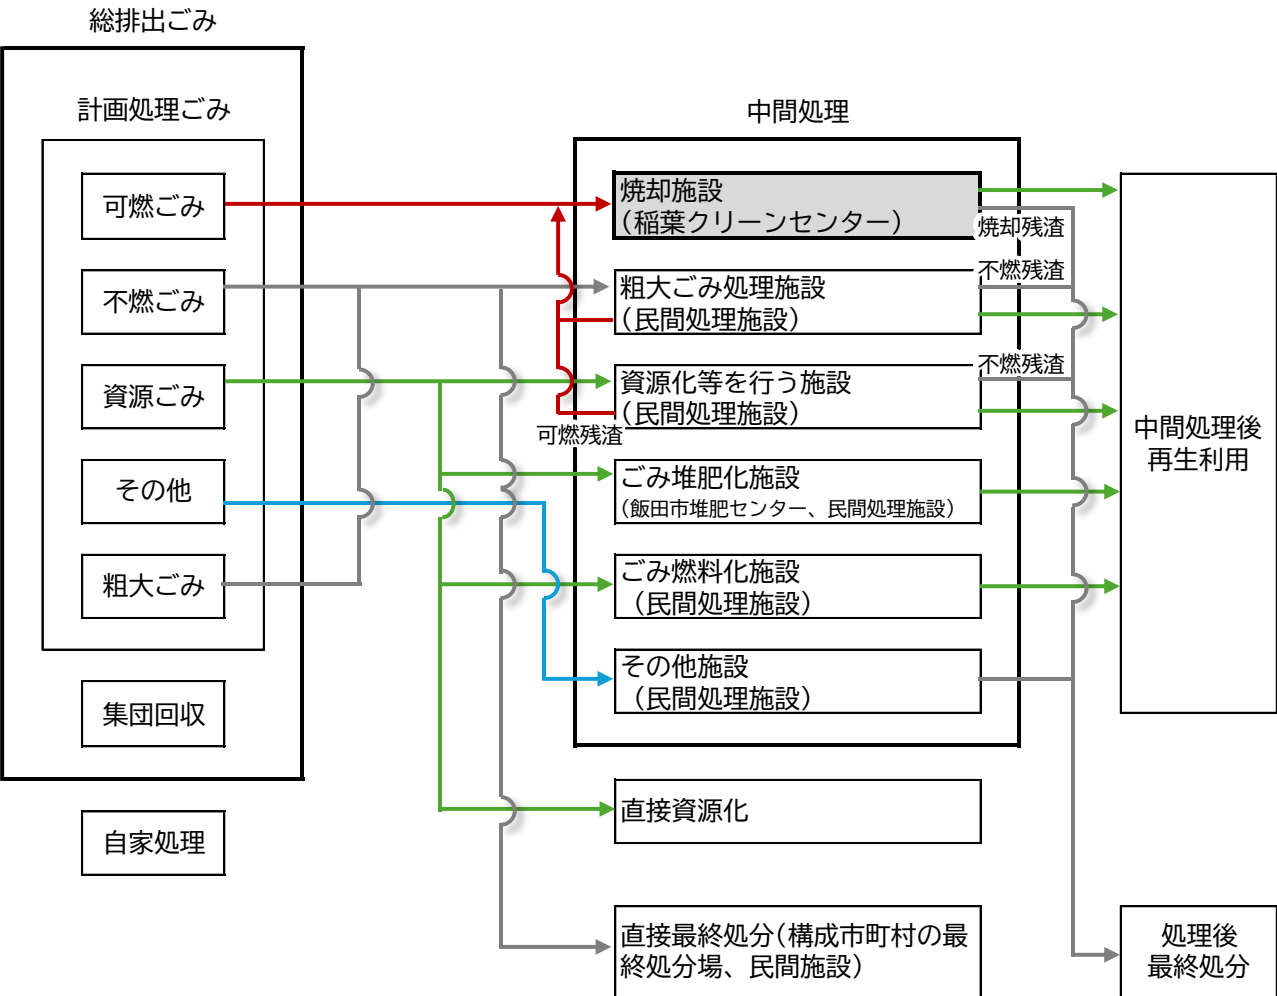 総排出ごみ
計画処理ごみ
可燃ごみ
不燃ごみ
資源ごみ
その他
粗大ごみ
集団回収
自家処理
中間処理
焼却施設
（稲葉クリーンセンター）
粗大ごみ処理施設
（民間処理施設）
資源化等を行う施設
（民間処理施設）
可燃残渣
ごみ堆肥化施設
（飯田市堆肥センター、民間処理施設）
ごみ燃料化施設
（民間処理施設）
その他施設
（民間処理施設）
直接資源化
直接最終処分（構成市町村の最
終処分場、民間施設）
焼却残渣
不燃残渣
不燃残渣
中間処理後
再生利用
処理後
最終処分